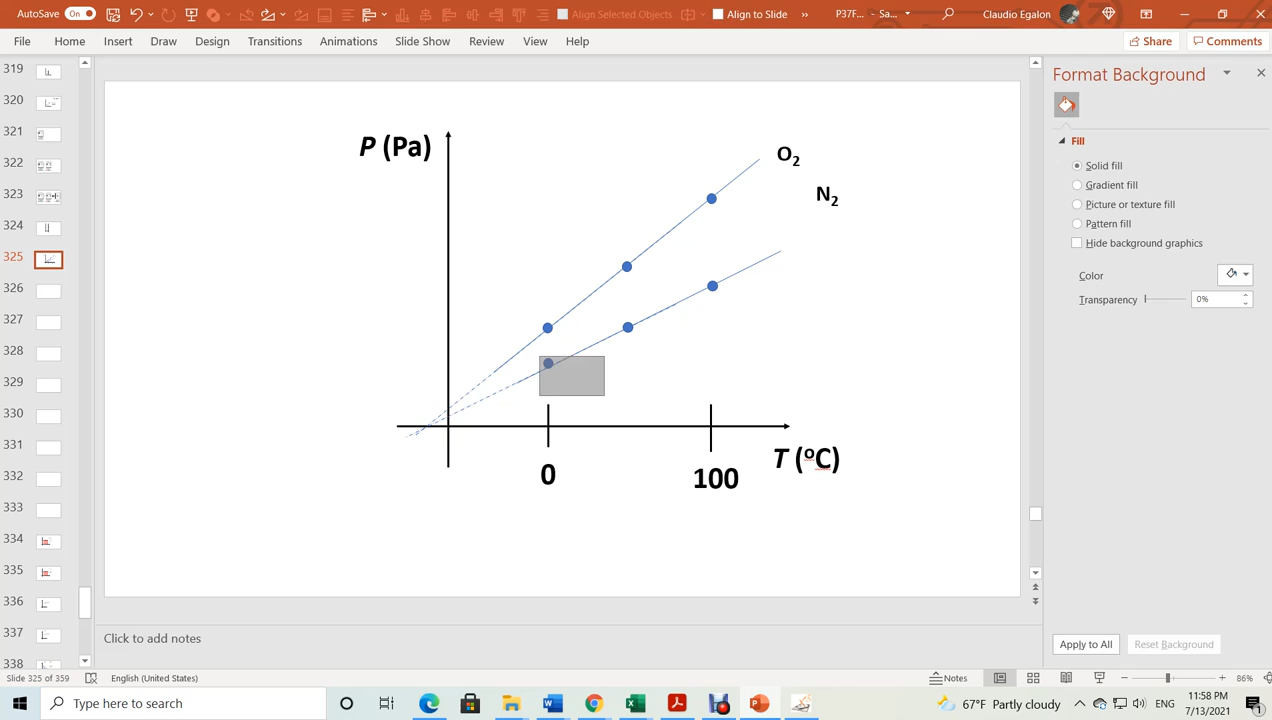 AutoSave On Align Selected Objects Align to Slide P37F... - Sa... Claudio Egalon
File Home Insert Draw Design Transitions Animations Slide Show Review View Help Share Comments
319
320
321
322
323
324
325
326
327
328
329
330
331
332
333
334
335
336
337
338
P (Pa)
O2
N2
0
100
T (oC)
Click to add notes
Format Background
Fill
Solid fill
Gradient fill
Picture or texture fill
Pattern fill
Hide background graphics
Color
Transparency 0%
Apply to All Reset Background
Slide 325 of 359 English (United States) Notes 86%
Type here to search 67°F Partly cloudy ENG 11:58 PM
7/13/2021 1